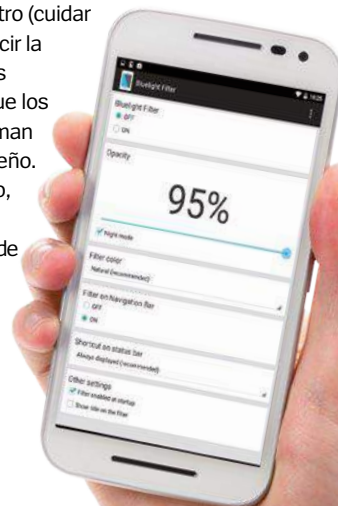 tro (cuidar
cir la
s
ue los
man
eño.
o,
de
Bluelight Filter
Bluelight Filter
OFF
ON
Opacity
95%
Night mode
Filter color
Natural (recommended)
Filter on Navigation Bar
OFF
ON
Shortcut on status bar
Always displayed (recommended)
Other settings
Filter enabled at startup
Show title on the filter